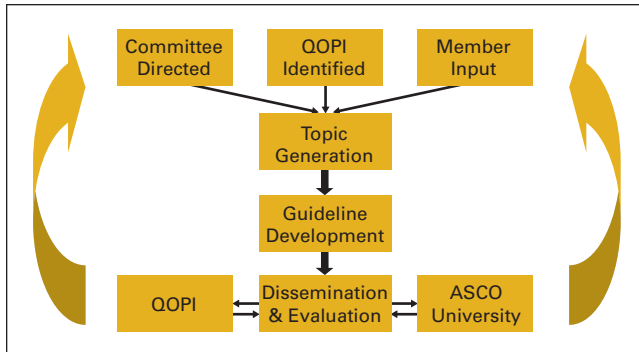 Committee
Directed
QOPI
Identified
Member
Input
Topic
Generation
Guideline
Development
QOPI
Dissemination
& Evaluation
ASCO
University